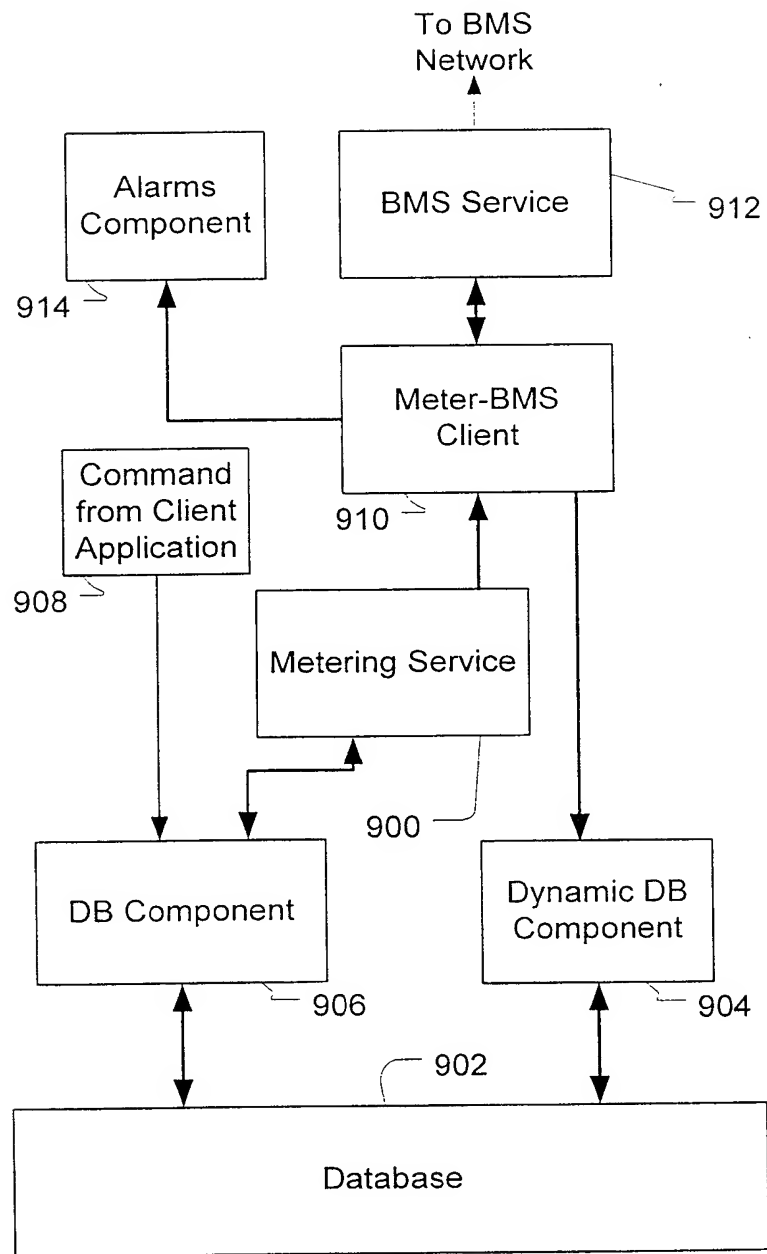 To BMS
Network
Alarms
Component
BMS Service
912
914
Meter-BMS
Client
Command
from Client
Application
910
908
Metering Service
900
DB Component
Dynamic DB
Component
906
904
902
Database